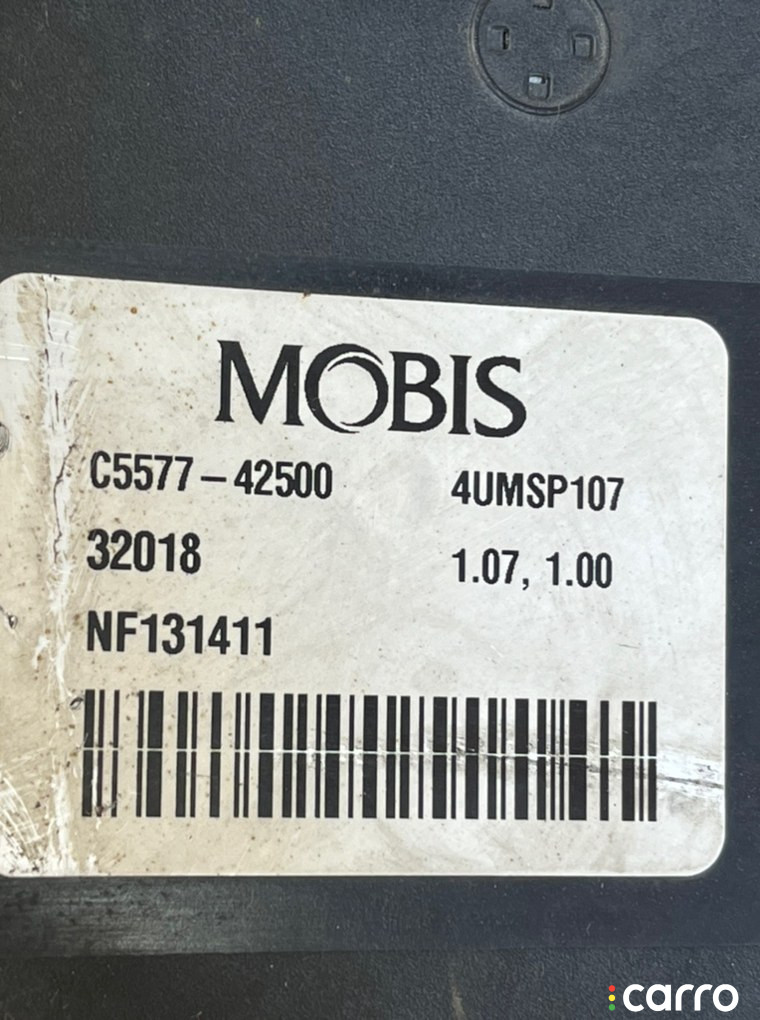 MOBIS
C5577-42500 4UMSP107
32018 1.07, 1.00
NF131411
carro